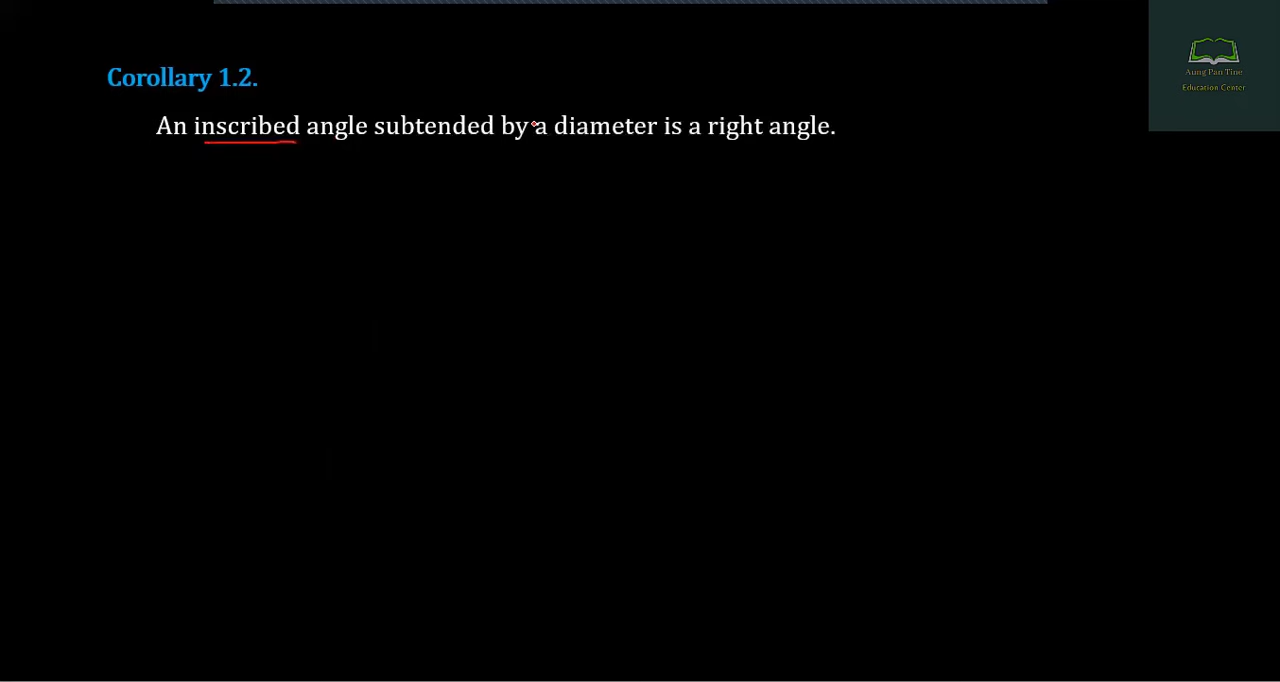 Corollary 1.2.
An inscribed angle subtended by a diameter is a right angle.
Aung Pan Tine
Education Center